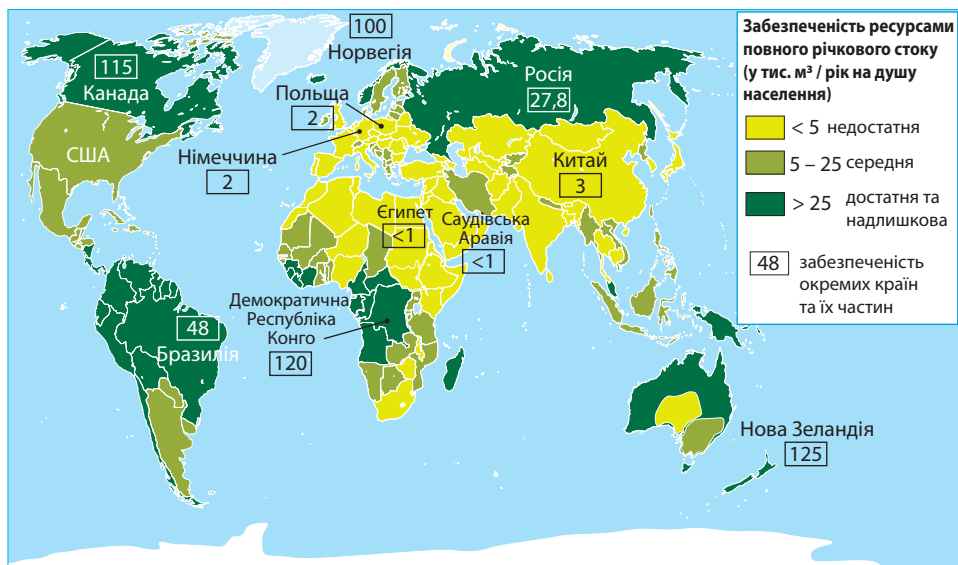 100
Норвегія
115
Канада
Росія
27,8
Польща
2
США
Німеччина
2
Китай
3
Єгипет
<1
Саудівська
Аравія
<1
Демократична
Республіка
Конго
120
48
Бразилія
Нова Зеландія
125
Забезпеченість ресурсами
повного річкового стоку
(у тис. м³ / рік на душу
населення)
< 5 недостатня
5 – 25 середня
> 25 достатня та
надлишкова
48 забезпеченість
окремих країн
та їх частин